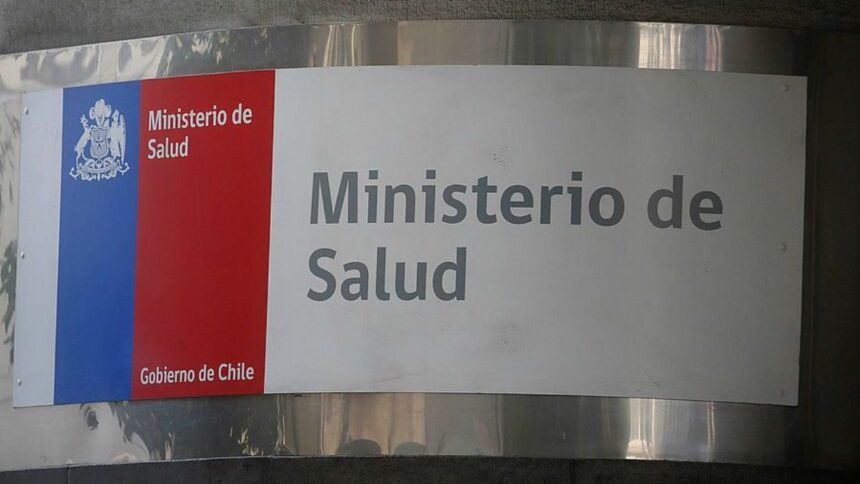 Ministerio de
Salud
Gobierno de Chile
Ministerio de
Salud